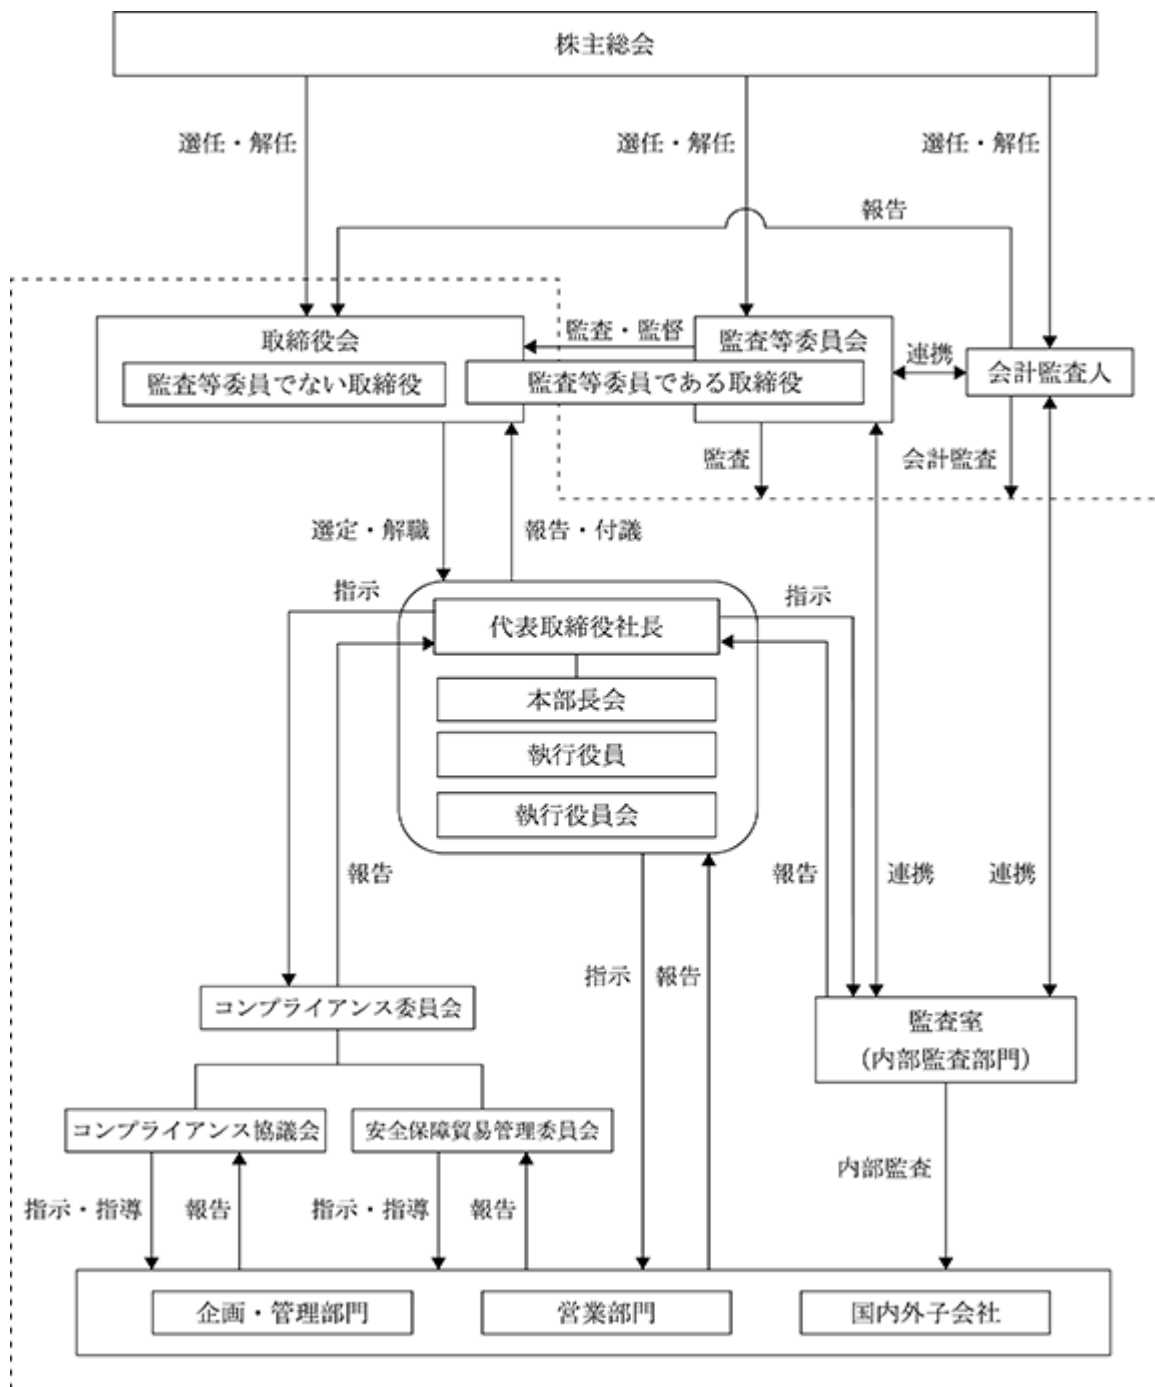 株主総会
選任・解任
選任・解任
選任・解任
報告
取締役会
監査等委員でない取締役
監査・監督
監査等委員会
監査等委員である取締役
連携
会計監査人
監査
会計監査
選定・解職
報告・付議
指示
指示
代表取締役社長
本部長会
執行役員
執行役員会
報告
報告
連携
連携
指示
報告
コンプライアンス委員会
監査室
(内部監査部門)
コンプライアンス協議会
安全保障貿易管理委員会
内部監査
指示・指導
報告
指示・指導
報告
企画・管理部門
営業部門
国内外子会社